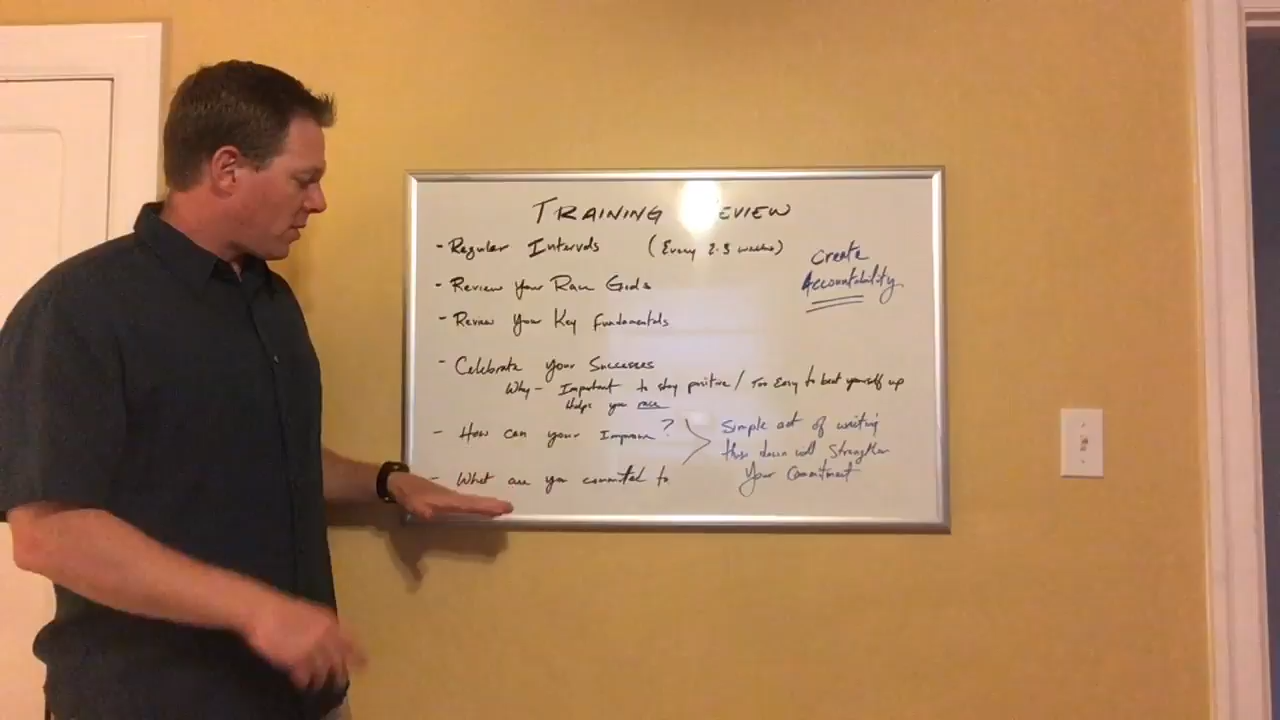 TRAINING REVIEW
- Regular Intervals (Every 2-3 weeks)
Create
Accountability
- Review Your Race Goals
- Review Your Key Fundamentals
- Celebrate Your Successes
Why - Important to stay positive / Too Easy to beat yourself up
Helps you race
- How can your Improve?
- What are you committed to
Simple act of writing
this down will Strengthen
Your Commitment